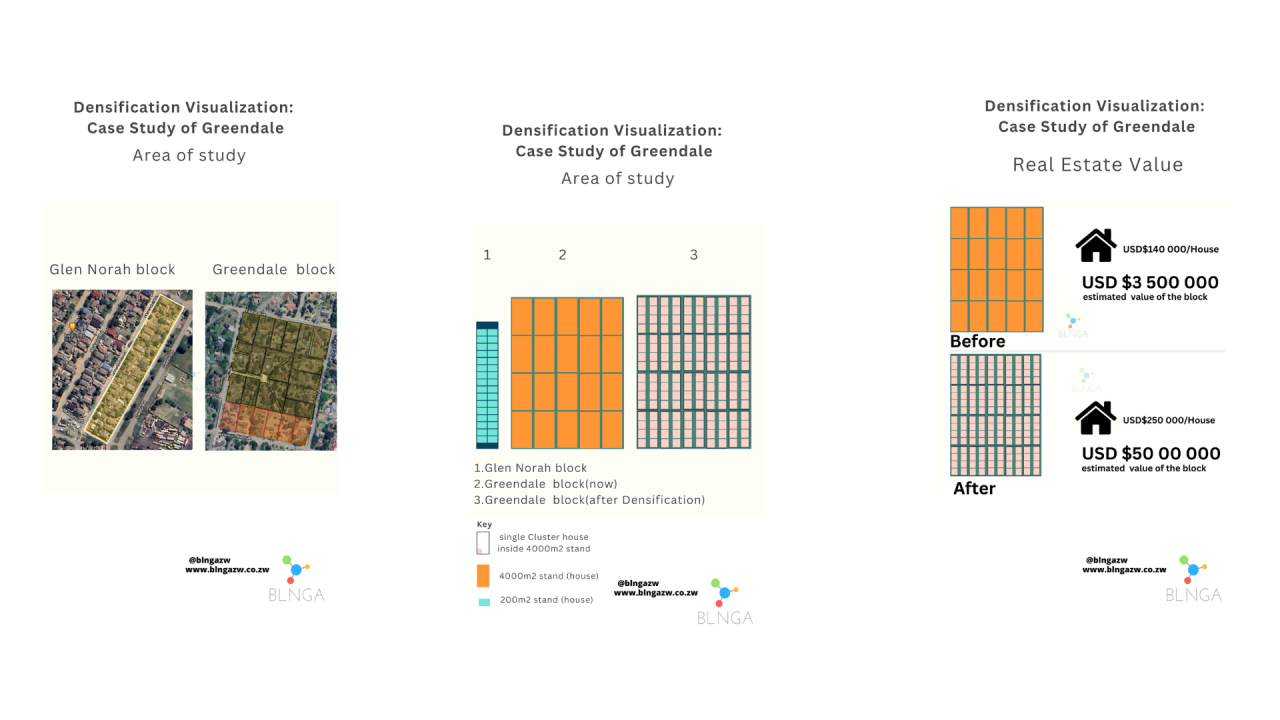 Densification Visualization:
Case Study of Greendale
Area of study
Glen Norah block
Greendale block
@blngazw
www.blngazw.co.zw
BLNGA
Densification Visualization:
Case Study of Greendale
Area of study
1
2
3
1.Glen Norah block
2.Greendale block(now)
3.Greendale block(after Densification)
Key
single Cluster house
inside 4000m2 stand
4000m2 stand (house)
200m2 stand (house)
@blngazw
www.blngazw.co.zw
BLNGA
Densification Visualization:
Case Study of Greendale
Real Estate Value
USD$140 000/House
USD $3 500 000
estimated value of the block
BLNGA
Before
BLNGA
USD$250 000/House
USD $50 00 000
estimated value of the block
After
@blngazw
www.blngazw.co.zw
BLNGA